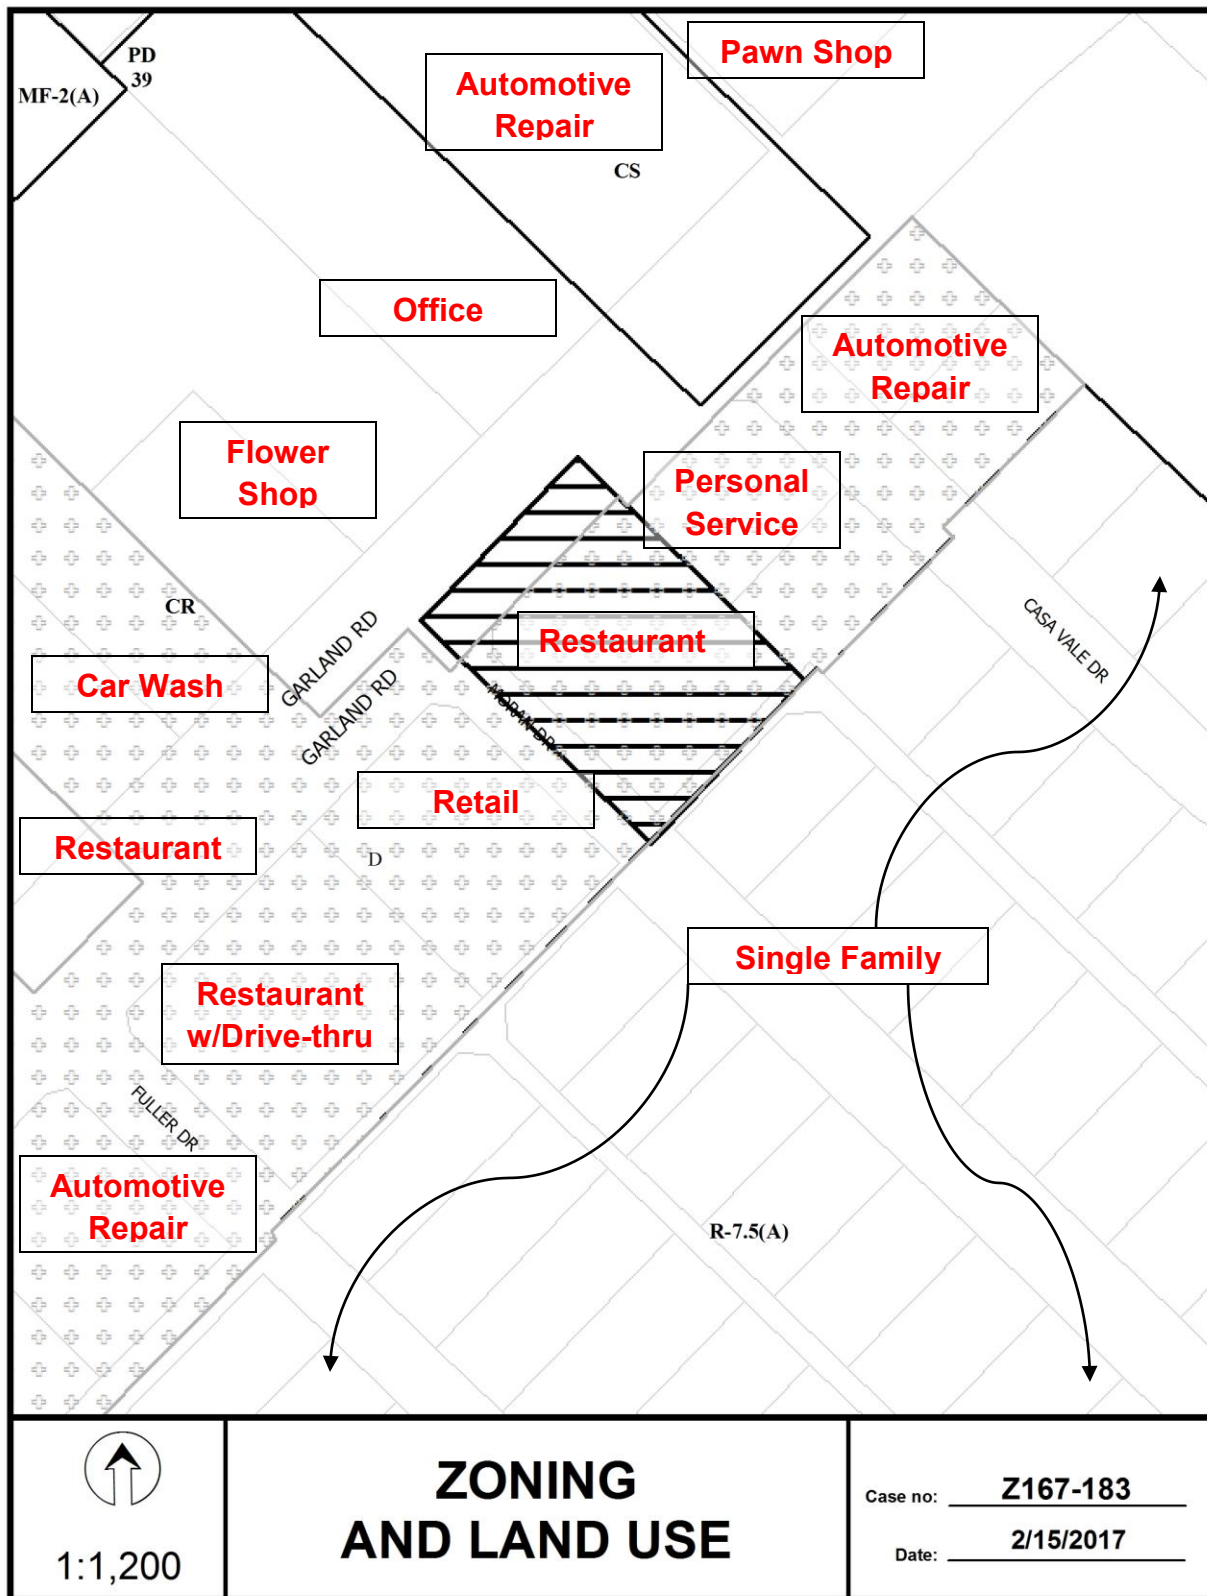 PD
39
MF-2(A)
Pawn Shop
Automotive
Repair
CS
Office
Automotive
Repair
Flower
Shop
Personal
Service
CR
GARLAND RD
GARLAND RD
Restaurant
CASA VALE DR
Car Wash
MORAN DR
Retail
Restaurant
D
Single Family
Restaurant
w/Drive-thru
FULLER DR
Automotive
Repair
R-7.5(A)
1:1,200
ZONING
AND LAND USE
Case no: Z167-183
Date: 2/15/2017